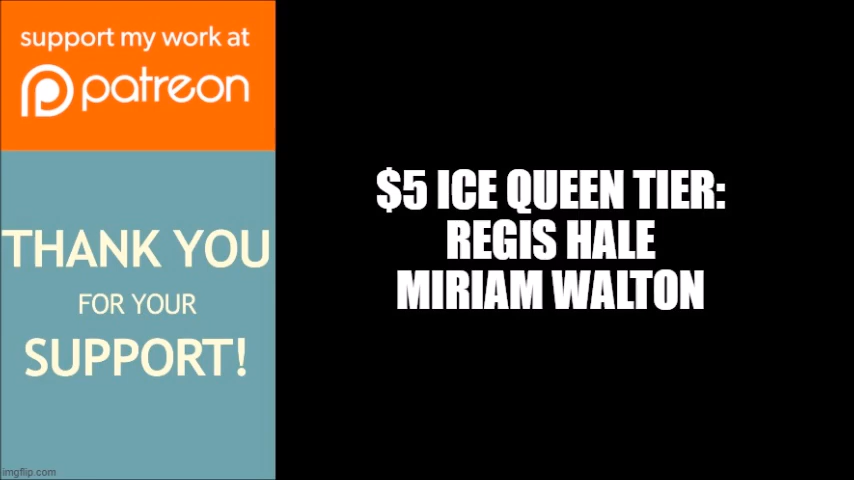 support my work at
patreon
THANK YOU
FOR YOUR
SUPPORT!
$5 ICE QUEEN TIER:
REGIS HALE
MIRIAM WALTON
imgflip.com